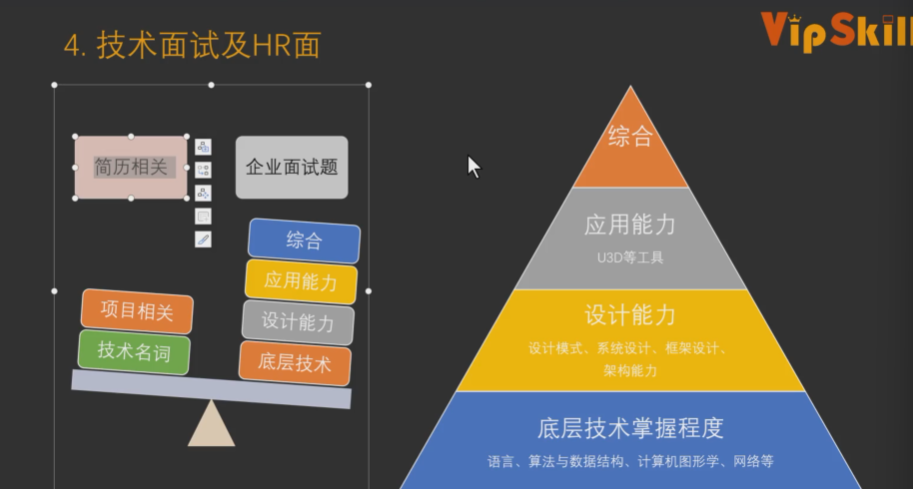 4. 技术面试及HR面
VipSkill
简历相关
企业面试题
综合
应用能力
设计能力
底层技术
项目相关
技术名词
综合
应用能力
U3D等工具
设计能力
设计模式、系统设计、框架设计、
架构能力
底层技术掌握程度
语言、算法与数据结构、计算机图形学、网络等